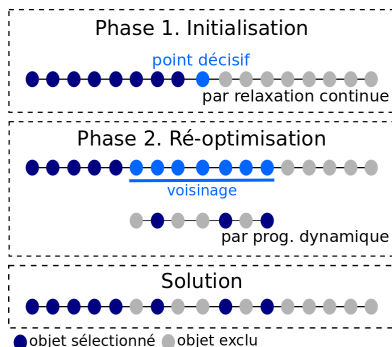 Phase 1. Initialisation
point décisif
par relaxation continue
Phase 2. Ré-optimisation
voisinage
par prog. dynamique
Solution
objet sélectionné objet exclu